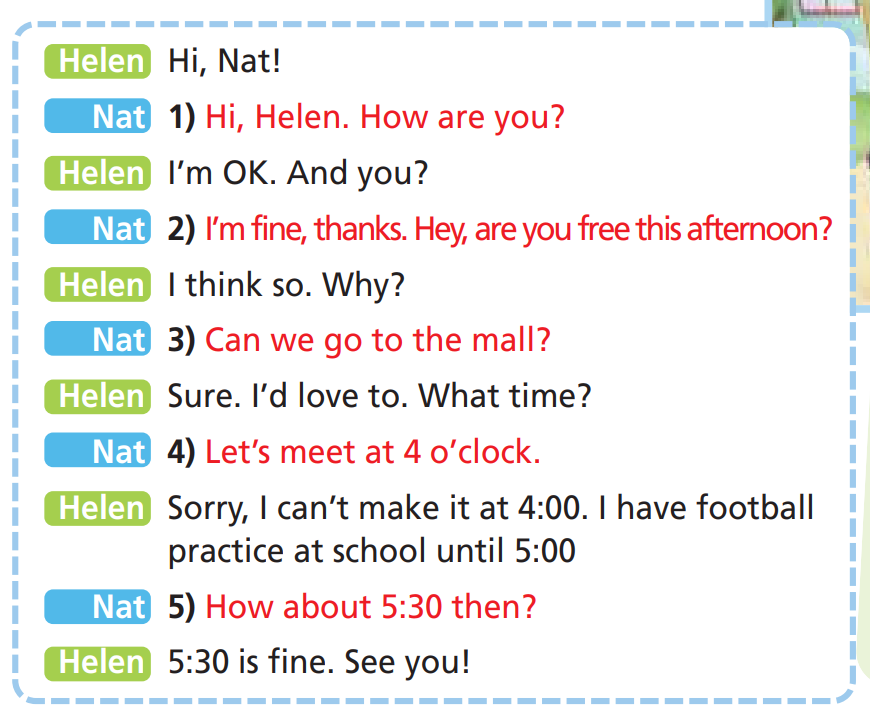 Helen Hi, Nat!
Nat 1) Hi, Helen. How are you?
Helen I'm OK. And you?
Nat 2) I'm fine, thanks. Hey, are you free this afternoon?
Helen I think so. Why?
Nat 3) Can we go to the mall?
Helen Sure. I'd love to. What time?
Nat 4) Let's meet at 4 o'clock.
Helen Sorry, I can't make it at 4:00. I have football
practice at school until 5:00
Nat 5) How about 5:30 then?
Helen 5:30 is fine. See you!